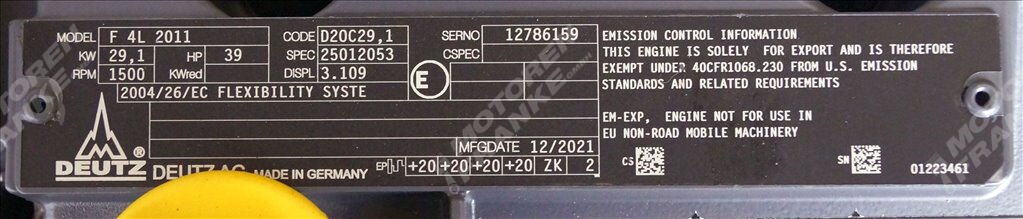 MODEL F 4L 2011 CODE D20C29,1 SERNO 12786159
KW 29,1 HP 39 SPEC 25012053 CSPEC
RPM 1500 KWred DISPL 3.109 E
2004/26/EC FLEXIBILITY SYSTE
MFGDATE 12/2021
EP +20 +20 +20 +20 ZK 2
DEUTZ ®
DEUTZ AG MADE IN GERMANY
EMISSION CONTROL INFORMATION
THIS ENGINE IS SOLELY FOR EXPORT AND IS THEREFORE
EXEMPT UNDER 40CFR1068.230 FROM U.S. EMISSION
STANDARDS AND RELATED REQUIREMENTS
EM-EXP, ENGINE NOT FOR USE IN
EU NON-ROAD MOBILE MACHINERY
CS SN
01223461
MOTOREN
RANKE